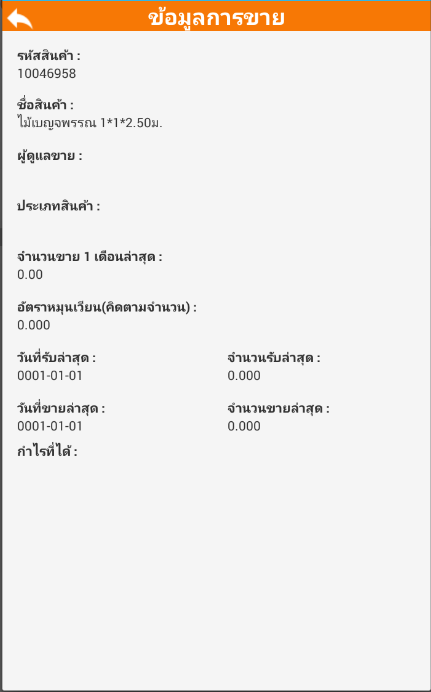 ข้อมูลการขาย
รหัสสินค้า :
10046958
ชื่อสินค้า :
ไม้เบญจพรรณ 1*1*2.50ม.
ผู้ดูแลขาย :
ประเภทสินค้า :
จำนวนขาย 1 เดือนล่าสุด :
0.00
อัตราหมุนเวียน(คิดตามจำนวน) :
0.000
วันที่รับล่าสุด : จำนวนรับล่าสุด :
0001-01-01 0.000
วันที่ขายล่าสุด : จำนวนขายล่าสุด :
0001-01-01 0.000
กำไรที่ได้ :